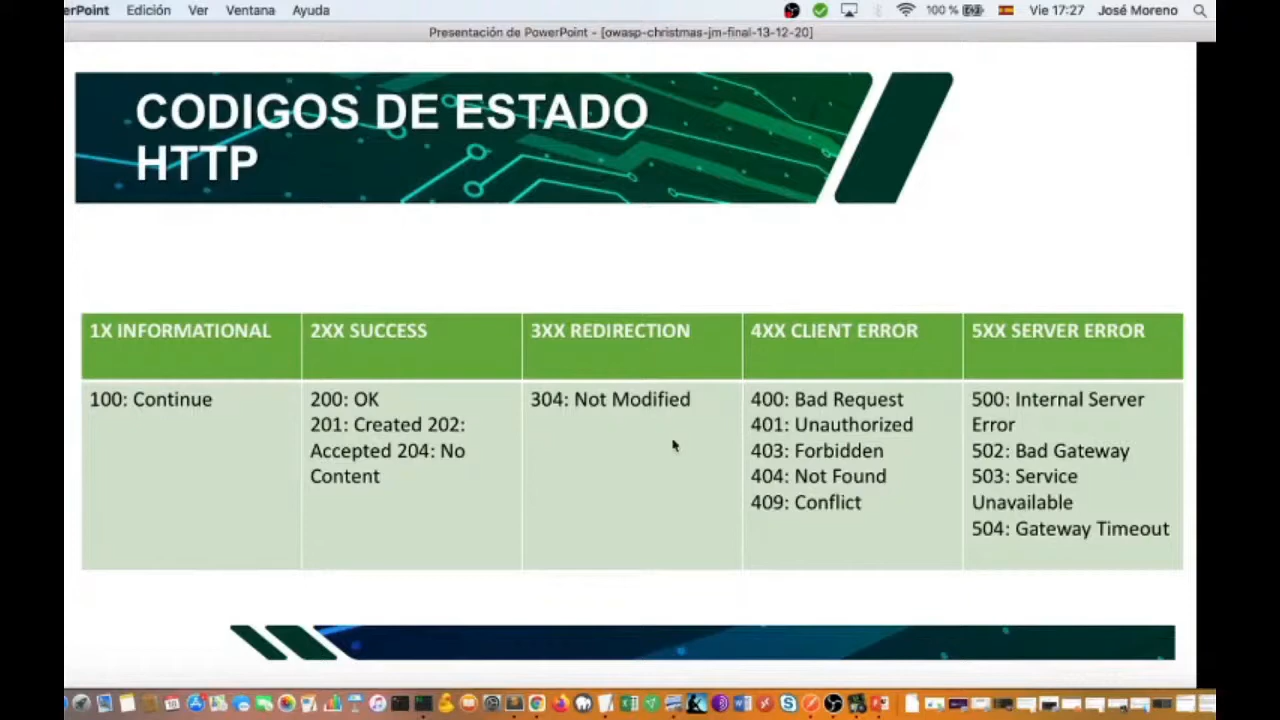 erPoint Edición Ver Ventana Ayuda 100 % Vie 17:27 José Moreno
Presentación de PowerPoint - [owasp-christmas-jm-final-13-12-20]
CODIGOS DE ESTADO
HTTP
1X INFORMATIONAL
2XX SUCCESS
3XX REDIRECTION
4XX CLIENT ERROR
5XX SERVER ERROR
100: Continue
200: OK
201: Created 202:
Accepted 204: No
Content
304: Not Modified
400: Bad Request
401: Unauthorized
403: Forbidden
404: Not Found
409: Conflict
500: Internal Server
Error
502: Bad Gateway
503: Service
Unavailable
504: Gateway Timeout